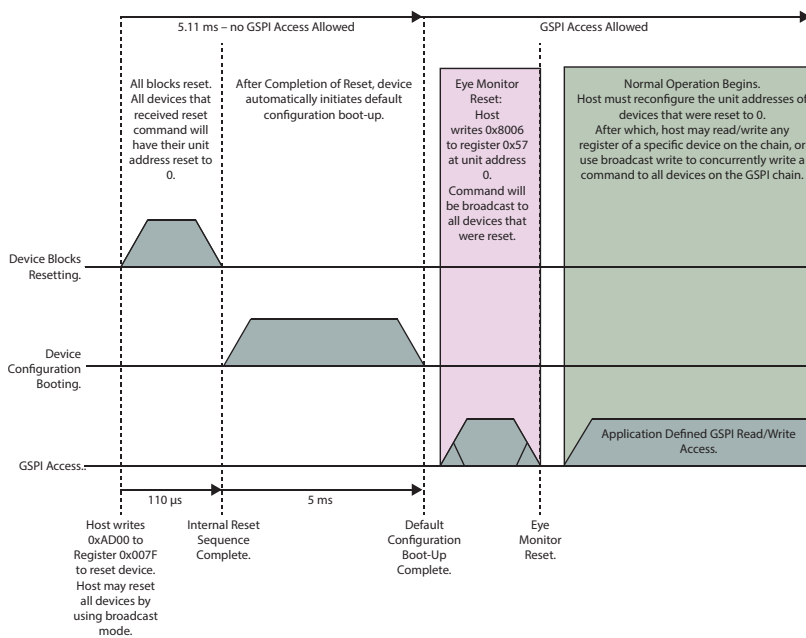 5.11 ms – no GSPI Access Allowed
GSPI Access Allowed
All blocks reset.
All devices that
received reset
command will
have their unit
address reset to
0.
After Completion of Reset, device
automatically initiates default
configuration boot-up.
Eye Monitor
Reset:
Host
writes 0x8006
to register 0x57
at unit address
0.
Command will
be broadcast to
all devices that
were reset.
Normal Operation Begins.
Host must reconfigure the unit addresses of
devices that were reset to 0.
After which, host may read/write any
register of a specific device on the chain, or
use broadcast write to concurrently write a
command to all devices on the GSPI chain.
Device Blocks
Resetting.
Device
Configuration
Booting.
GSPI Access.
Application Defined GSPI Read/Write
Access.
110 µs
5 ms
Host writes
0xAD00 to
Register 0x007F
to reset device.
Host may reset
all devices by
using broadcast
mode.
Internal Reset
Sequence
Complete.
Default
Configuration
Boot-Up
Complete.
Eye
Monitor
Reset.